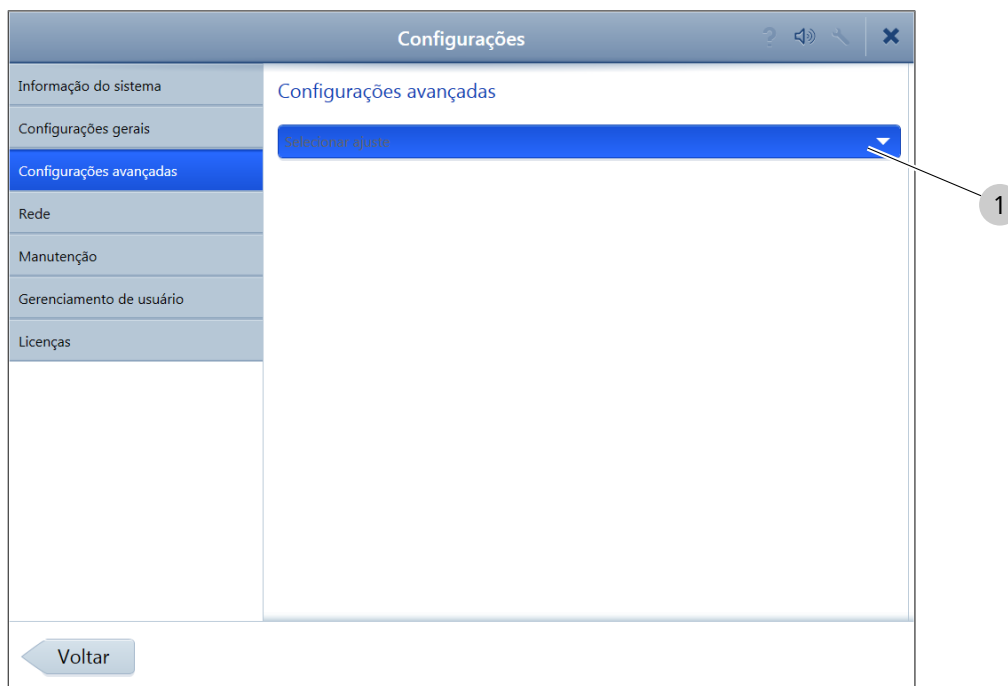 Configurações
?
Informação do sistema
Configurações avançadas
Configurações gerais
Selecionar ajuste
Configurações avançadas
1
Rede
Manutenção
Gerenciamento de usuário
Licenças
Voltar